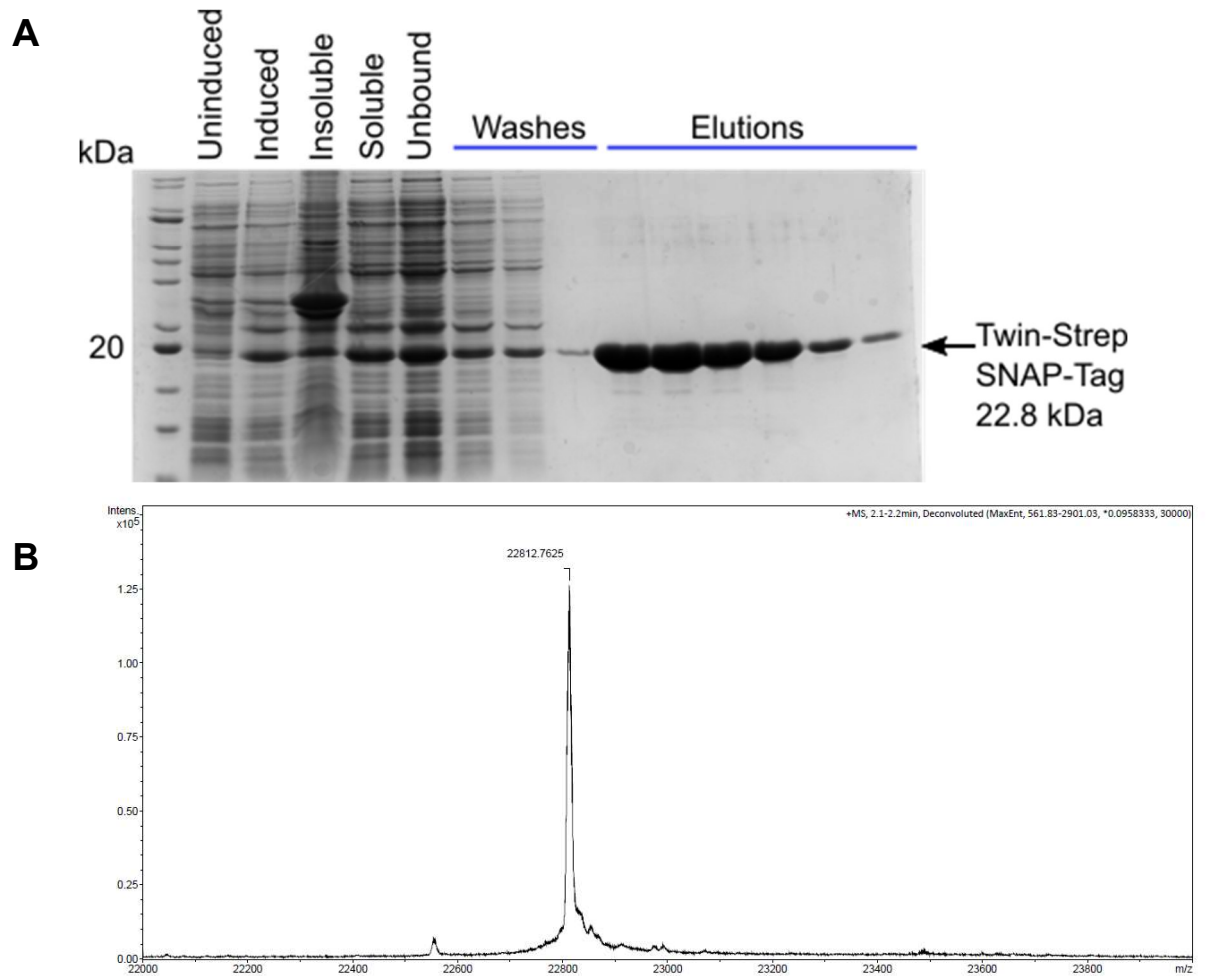 A
Uninduced
Induced
Insoluble
Soluble
Unbound
Washes
Elutions
kDa
20
Twin-Strep
SNAP-Tag
22.8 kDa
B
Intens.
x10⁵
+MS, 2.1-2.2min, Deconvoluted (MaxEnt, 561.83-2901.03, *0.0958333, 30000)
22812.7625
1.25
1.00
0.75
0.50
0.25
0.00
22000 22200 22400 22600 22800 23000 23200 23400 23600 23800 m/z